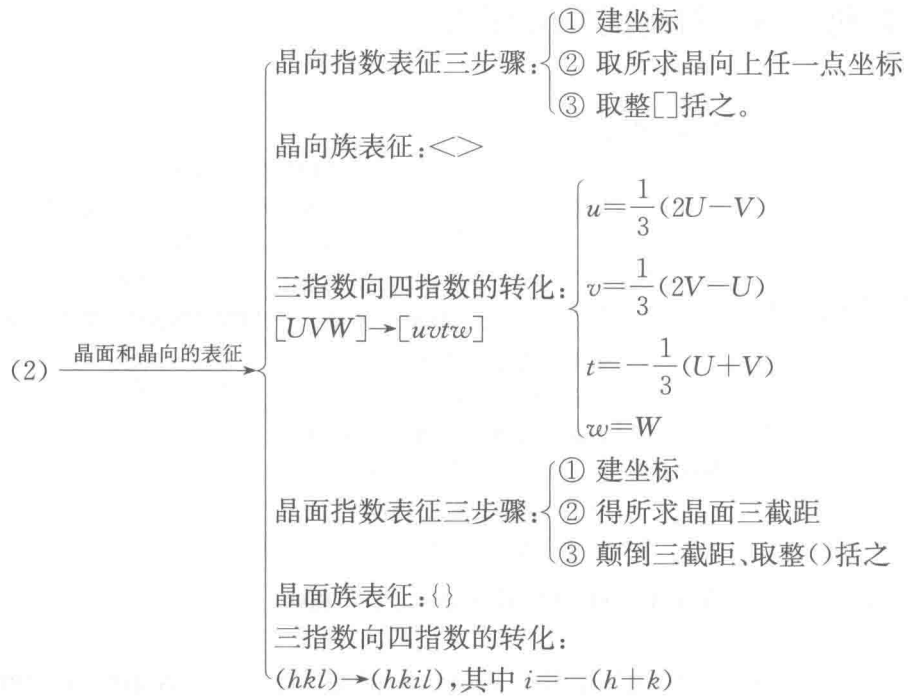 (2) 晶面和晶向的表征
晶向指数表征三步骤:
① 建坐标
② 取所求晶向上任一点坐标
③ 取整[]括之。
晶向族表征:<>
三指数向四指数的转化:
[UVW]→[uvtw]
u=1/3(2U-V)
v=1/3(2V-U)
t=-1/3(U+V)
w=W
晶面指数表征三步骤:
① 建坐标
② 得所求晶面三截距
③ 颠倒三截距、取整()括之
晶面族表征:{}
三指数向四指数的转化:
(hkl)→(hkil),其中 i=-(h+k)